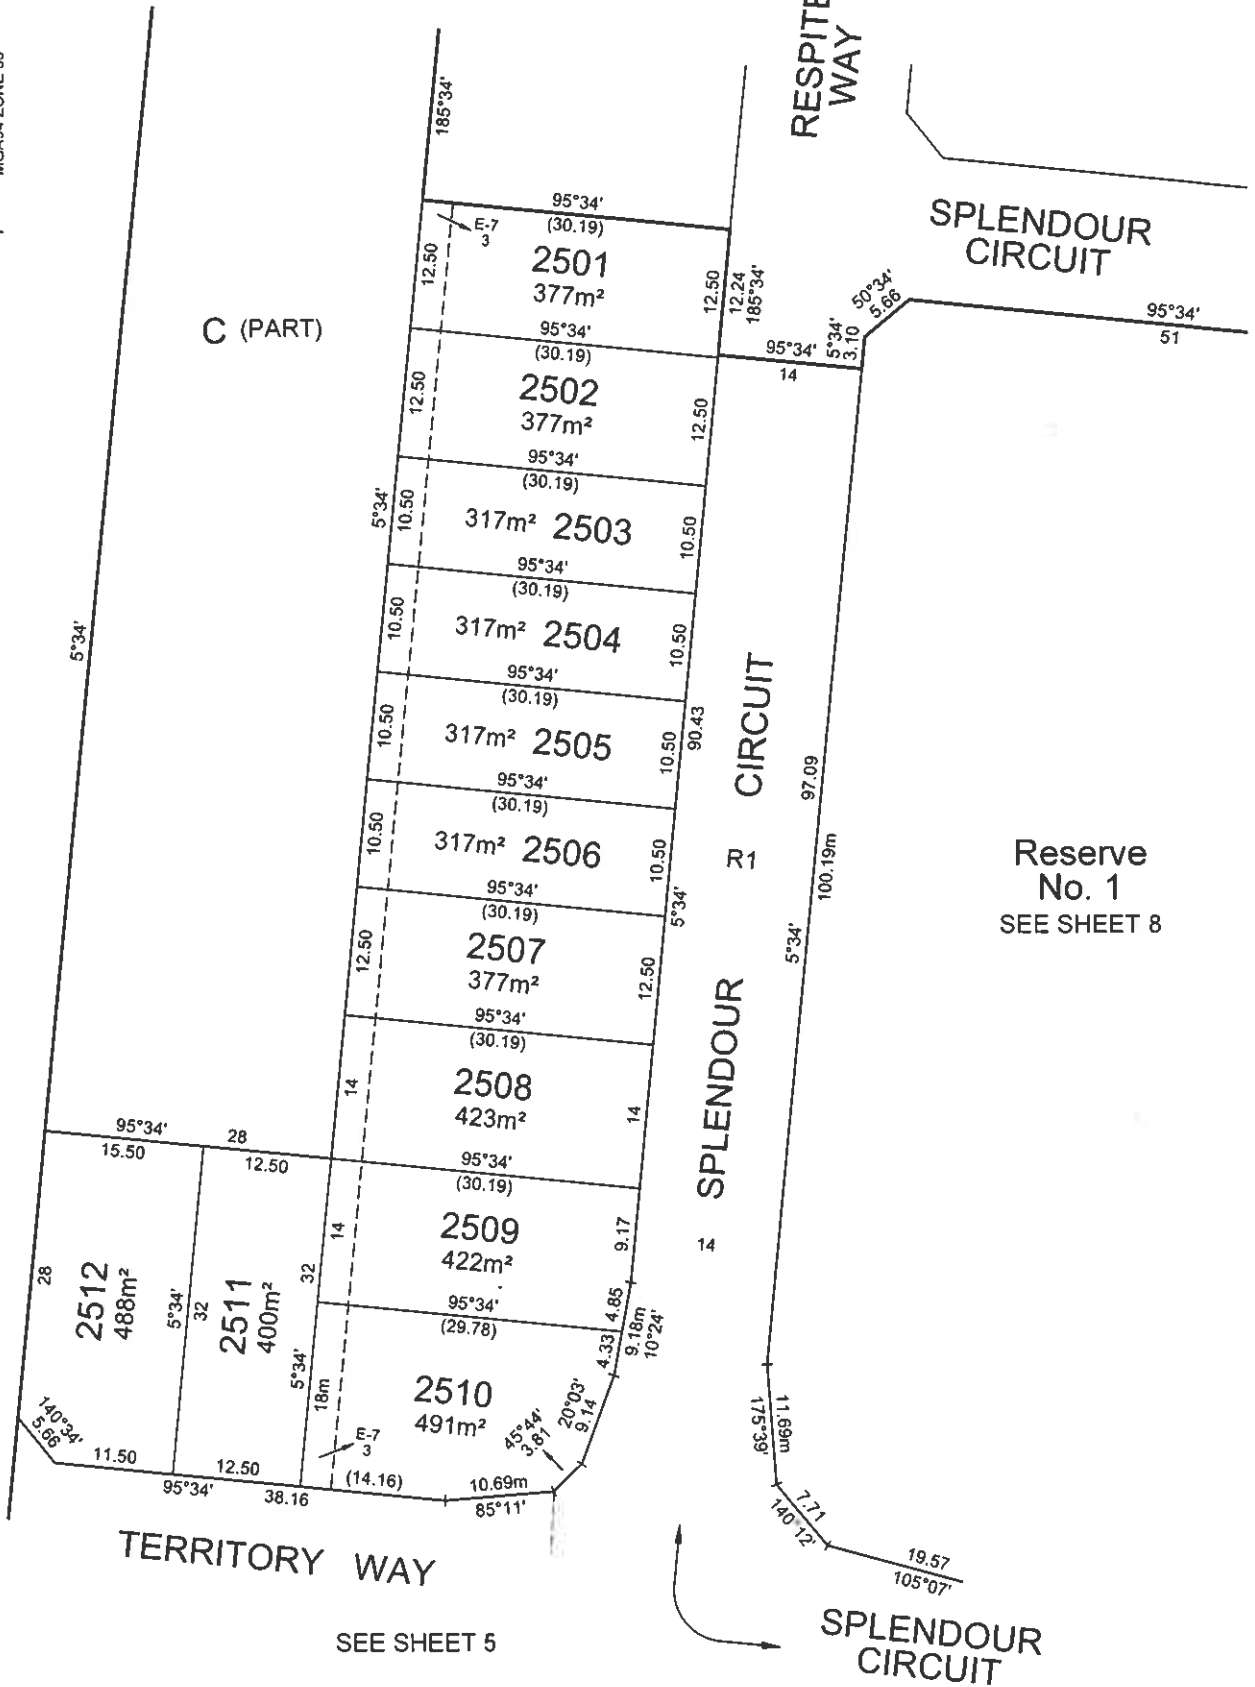 RESPITE
WAY
SPLENDOUR
CIRCUIT
185°34'
95°34'
(30.19)
E-7
3
2501
377m²
12.50
12.50
12.24
185°34'
50°34'
5.66
5°34'
3.10
95°34'
51
C (PART)
95°34'
(30.19)
95°34'
14
2502
377m²
12.50
12.50
95°34'
(30.19)
5°34'
10.50
317m² 2503
10.50
95°34'
(30.19)
10.50
317m² 2504
10.50
5°34'
95°34'
(30.19)
10.50
317m² 2505
10.50
90.43
CIRCUIT
97.09
95°34'
(30.19)
10.50
317m² 2506
10.50
R1
100.19m
Reserve
No. 1
SEE SHEET 8
95°34'
(30.19)
5°34'
5°34'
12.50
2507
377m²
12.50
95°34'
(30.19)
SPLENDOUR
14
2508
423m²
14
95°34'
28
15.50
12.50
95°34'
(30.19)
14
2509
422m²
9.17
14
28
2512
488m²
5°34'
32
2511
400m²
32
95°34'
(29.78)
4.85
4.33
9.18m
10°24'
5°34'
18m
2510
491m²
20°03'
9.14
45°44'
3.81
140°34'
5.66
E-7
3
11.50
12.50
95°34'
38.16
(14.16)
10.69m
85°11'
11.69m
175°39'
7.71
140°12'
19.57
105°07'
TERRITORY WAY
SEE SHEET 5
SPLENDOUR
CIRCUIT